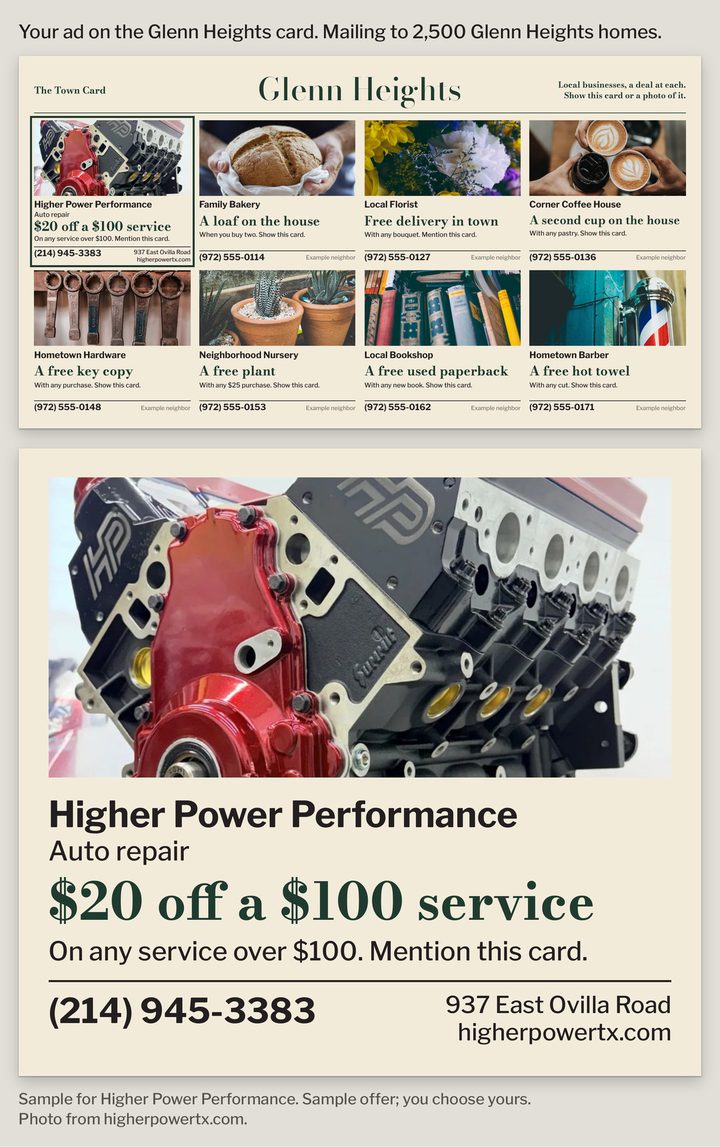 Your ad on the Glenn Heights card. Mailing to 2,500 Glenn Heights homes.
The Town Card
Glenn Heights
Local businesses, a deal at each.
Show this card or a photo of it.
Higher Power Performance
Auto repair
$20 off a $100 service
On any service over $100. Mention this card.
(214) 945-3383
937 East Ovilla Road
higherpowertx.com
Family Bakery
A loaf on the house
When you buy two. Show this card.
(972) 555-0114
Example neighbor
Local Florist
Free delivery in town
With any bouquet. Mention this card.
(972) 555-0127
Example neighbor
Corner Coffee House
A second cup on the house
With any pastry. Show this card.
(972) 555-0136
Example neighbor
Hometown Hardware
A free key copy
With any purchase. Show this card.
(972) 555-0148
Example neighbor
Neighborhood Nursery
A free plant
With any $25 purchase. Show this card.
(972) 555-0153
Example neighbor
Local Bookshop
A free used paperback
With any new book. Show this card.
(972) 555-0162
Example neighbor
Hometown Barber
A free hot towel
With any cut. Show this card.
(972) 555-0171
Example neighbor
HP
HP
Summit
Higher Power Performance
Auto repair
$20 off a $100 service
On any service over $100. Mention this card.
(214) 945-3383
937 East Ovilla Road
higherpowertx.com
Sample for Higher Power Performance. Sample offer; you choose yours.
Photo from higherpowertx.com.